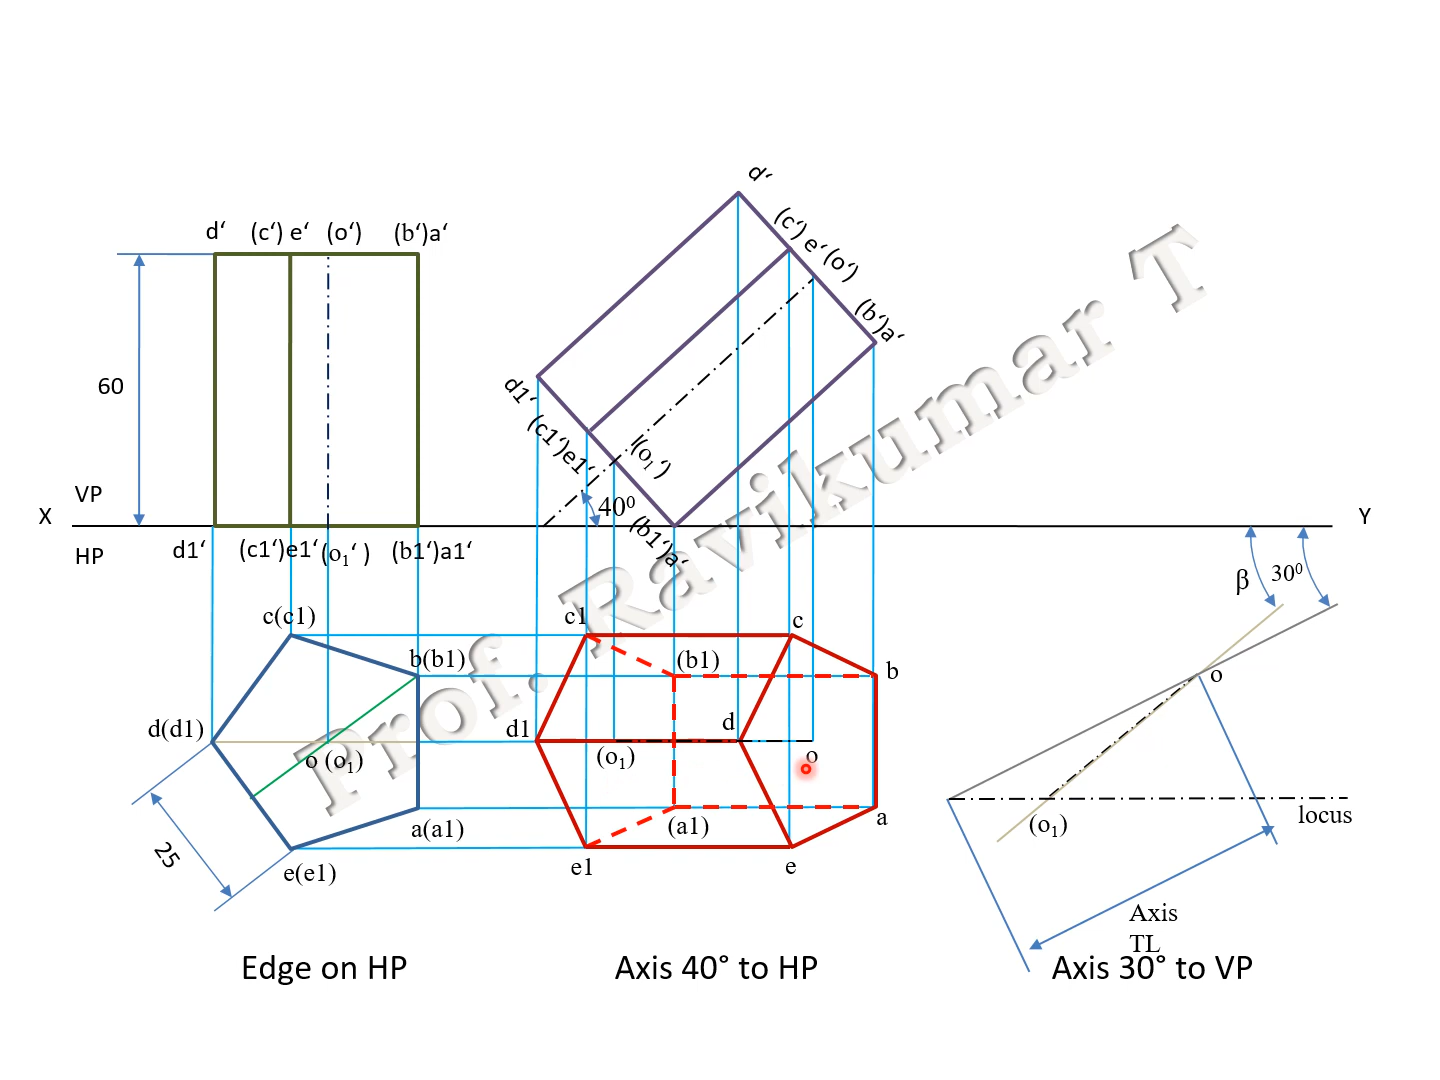 d‘
(c‘) e‘ (o‘)
(b‘)a‘
d‘ (c‘) e‘ (o‘) (b‘)a‘
60
d1‘
(c1‘)e1‘
(o₁‘)
40⁰
(b1‘)a‘
VP
X
Y
HP
d1‘ (c1‘)e1‘ (o₁‘ ) (b1‘)a1‘
β 30⁰
c(c1)
c1
c
b(b1)
(b1)
b
o
d(d1)
d1
d
o (o₁)
(o₁)
o
a(a1)
(a1)
a
(o₁)
locus
25
e(e1)
e1
e
Axis
TL
Edge on HP
Axis 40° to HP
Axis 30° to VP
Prof. Ravikumar T